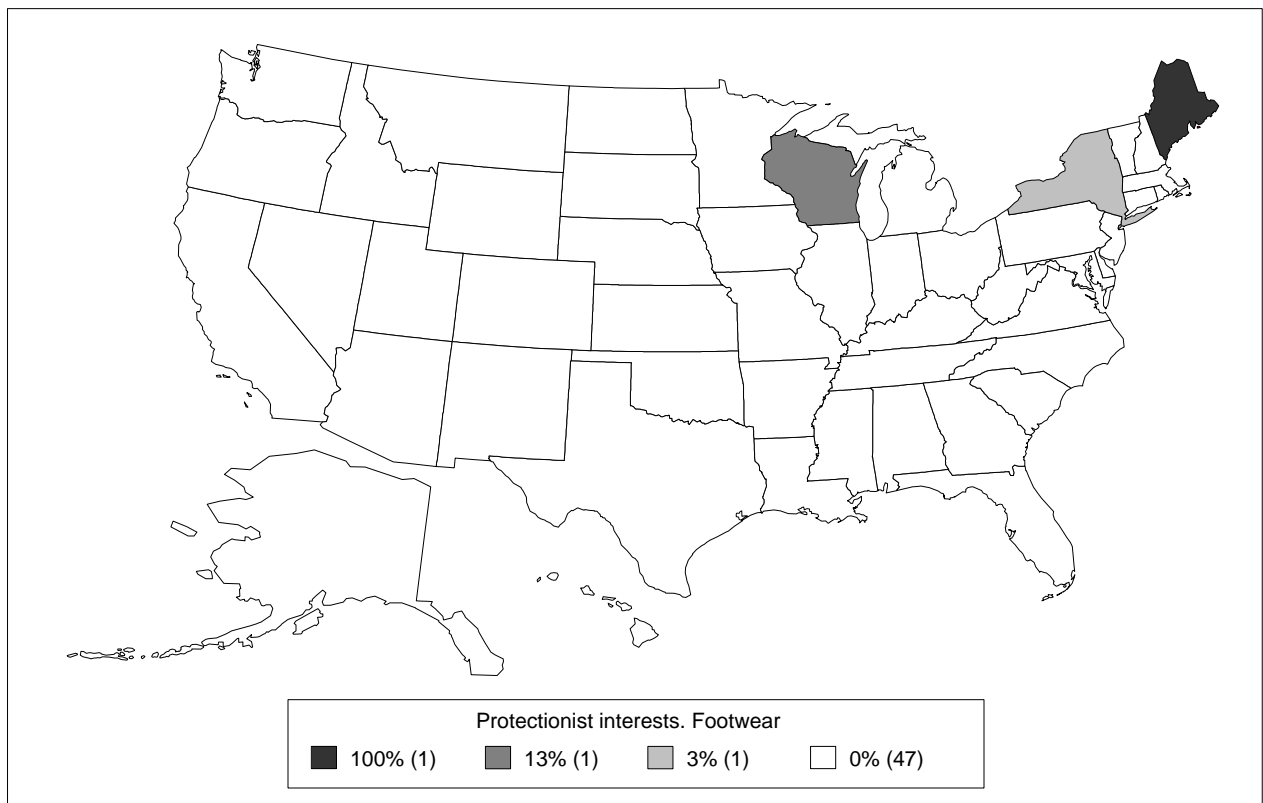 Protectionist interests. Footwear
100% (1) 13% (1) 3% (1) 0% (47)